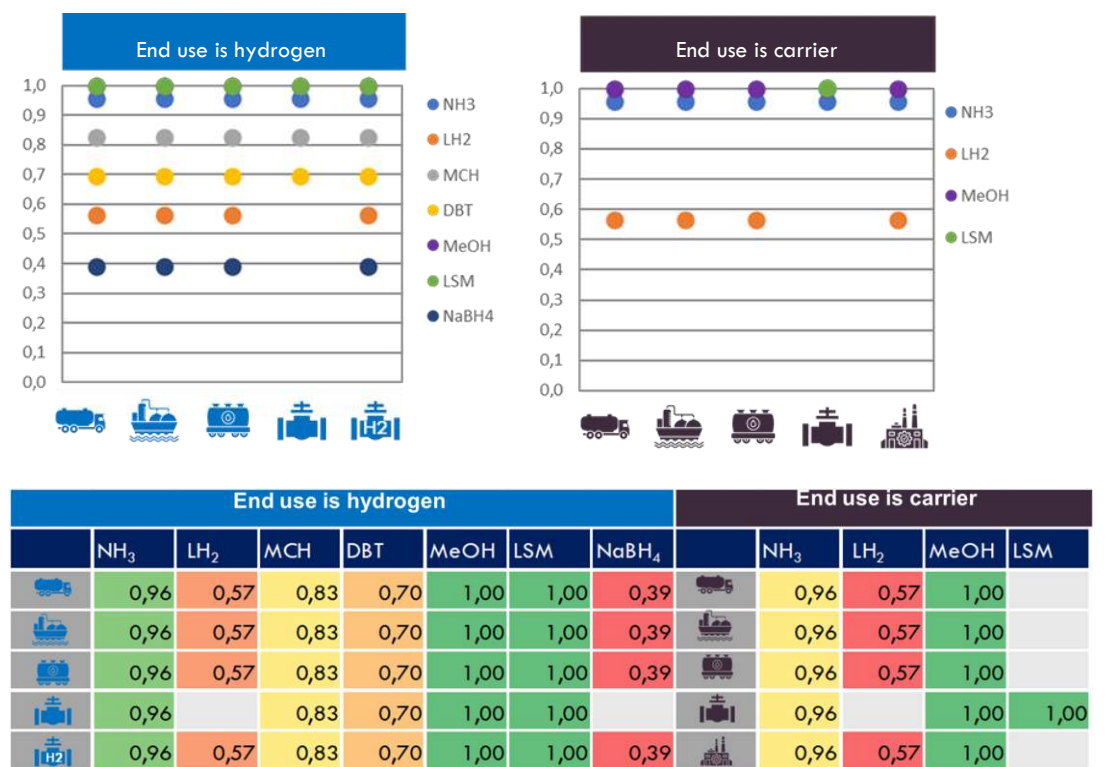 End use is hydrogen
1,0
0,9
0,8
0,7
0,6
0,5
0,4
0,3
0,2
0,1
0,0
NH3
LH2
MCH
DBT
MeOH
LSM
NaBH4
H2
End use is carrier
1,0
0,9
0,8
0,7
0,6
0,5
0,4
0,3
0,2
0,1
0,0
NH3
LH2
MeOH
LSM
End use is hydrogen End use is carrier
NH₃ LH₂ MCH DBT MeOH LSM NaBH₄ NH₃ LH₂ MeOH LSM
0,96 0,57 0,83 0,70 1,00 1,00 0,39 0,96 0,57 1,00
0,96 0,57 0,83 0,70 1,00 1,00 0,39 0,96 0,57 1,00
0,96 0,57 0,83 0,70 1,00 1,00 0,39 0,96 0,57 1,00
0,96 0,83 0,70 1,00 1,00 0,96 1,00 1,00
H2 0,96 0,57 0,83 0,70 1,00 1,00 0,39 0,96 0,57 1,00